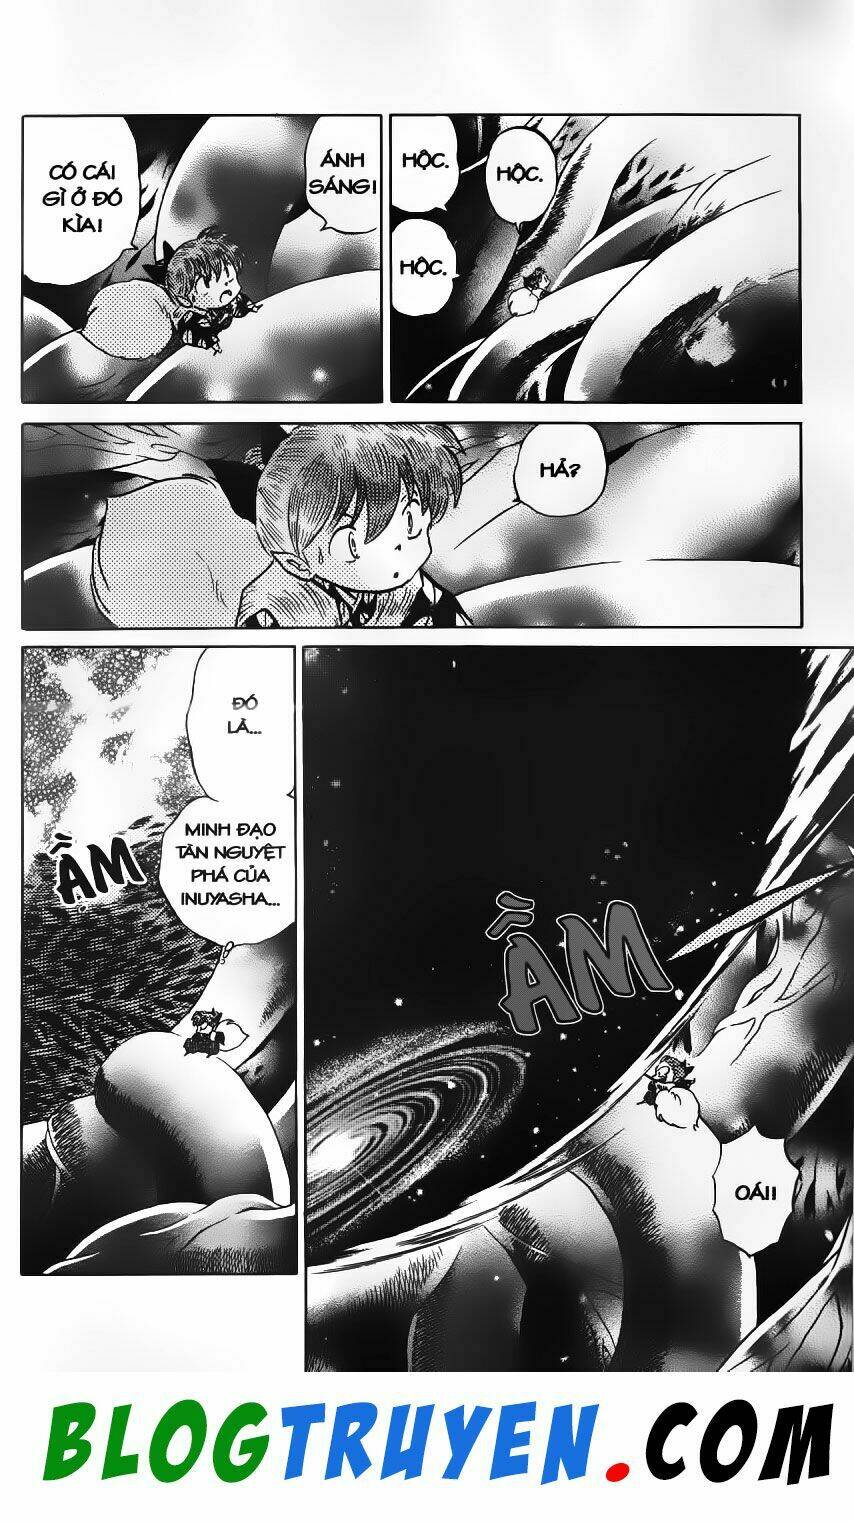 HỘC.
HỘC.
HỘC.
ÁNH
SÁNG!
CÓ CÁI
GÌ Ở ĐÓ
KÌA!
HẢ?
ẦM
OÁI!
ĐÓ
LÀ...
MINH ĐẠO
TÀN NGUYỆT
PHÁ CỦA
INUYASHA...
ẦM
BLOGTRUYEN.COM